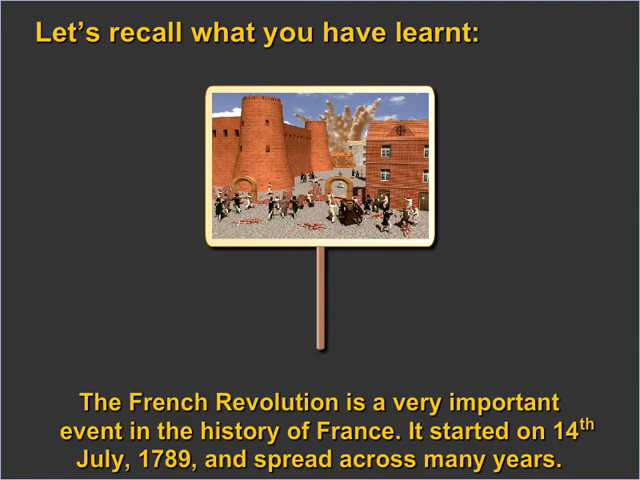 Let's recall what you have learnt:
The French Revolution is a very important
event in the history of France. It started on 14th
July, 1789, and spread across many years.